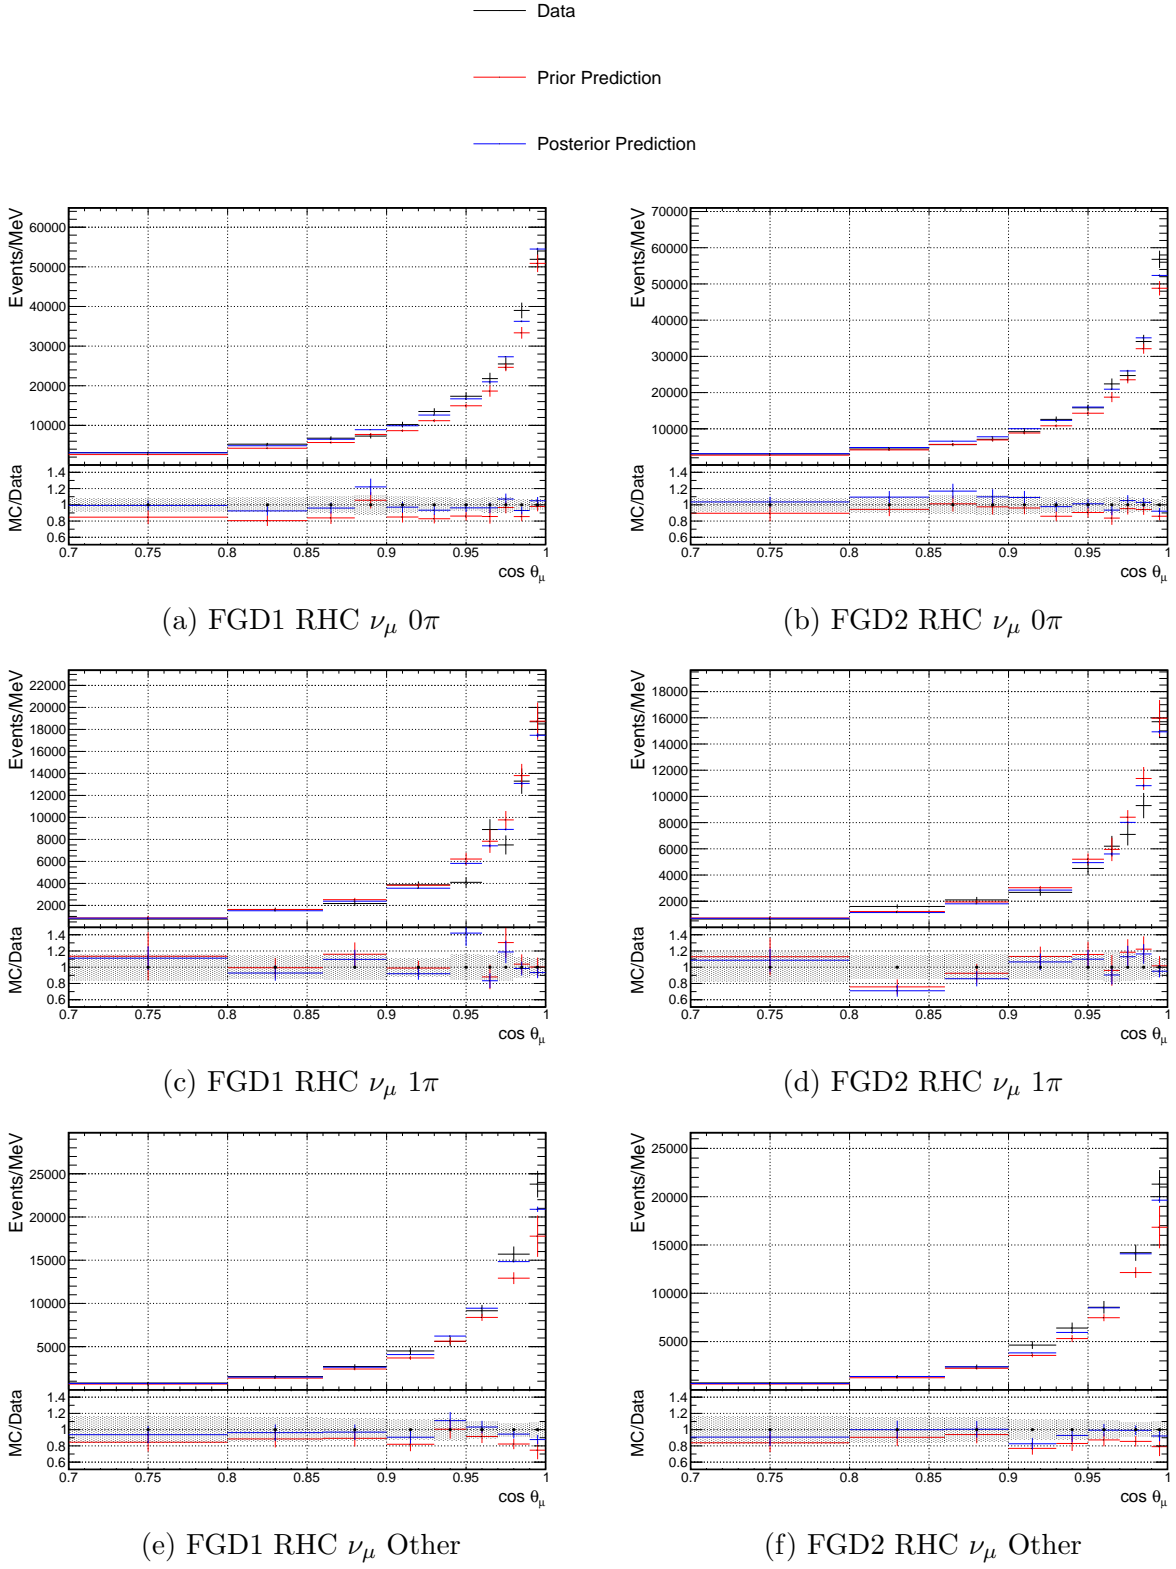 Data
Prior Prediction
Posterior Prediction
Events/MeV
60000
50000
40000
30000
20000
10000
MC/Data
1.4
1.2
1
0.8
0.6
0.7 0.75 0.8 0.85 0.9 0.95 1
cos θμ
(a) FGD1 RHC νμ 0π
Events/MeV
70000
60000
50000
40000
30000
20000
10000
MC/Data
1.4
1.2
1
0.8
0.6
0.7 0.75 0.8 0.85 0.9 0.95 1
cos θμ
(b) FGD2 RHC νμ 0π
Events/MeV
22000
20000
18000
16000
14000
12000
10000
8000
6000
4000
2000
MC/Data
1.4
1.2
1
0.8
0.6
0.7 0.75 0.8 0.85 0.9 0.95 1
cos θμ
(c) FGD1 RHC νμ 1π
Events/MeV
18000
16000
14000
12000
10000
8000
6000
4000
2000
MC/Data
1.4
1.2
1
0.8
0.6
0.7 0.75 0.8 0.85 0.9 0.95 1
cos θμ
(d) FGD2 RHC νμ 1π
Events/MeV
25000
20000
15000
10000
5000
MC/Data
1.4
1.2
1
0.8
0.6
0.7 0.75 0.8 0.85 0.9 0.95 1
cos θμ
(e) FGD1 RHC νμ Other
Events/MeV
25000
20000
15000
10000
5000
MC/Data
1.4
1.2
1
0.8
0.6
0.7 0.75 0.8 0.85 0.9 0.95 1
cos θμ
(f) FGD2 RHC νμ Other